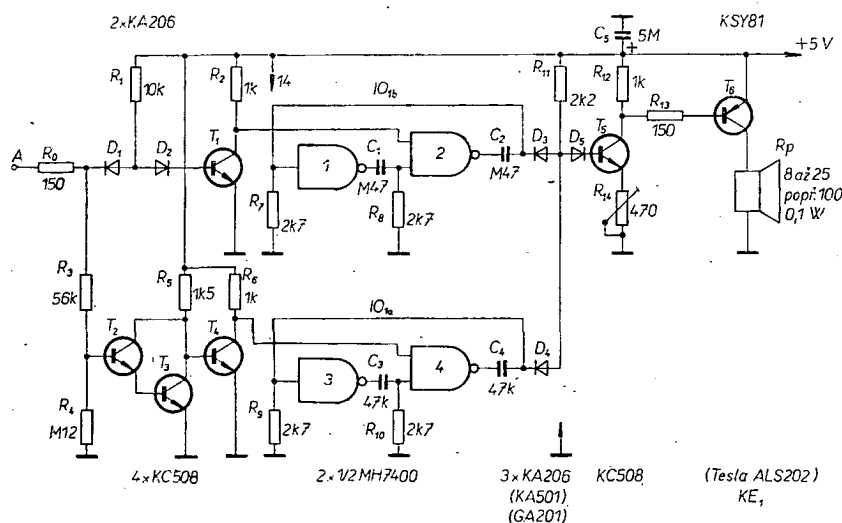 2×KA206
C₅
5M
KSY81
+5 V
R₁
10k
R₂
1k
14
IO₁b
R₁₁
2k2
R₁₂
1k
R₁₃
150
T₆
A
R₀
150
D₁
D₂
T₁
1
C₁
M47
2
C₂
M47
D₃
D₅
T₅
R₇
2k7
R₈
2k7
R₁₄
470
Rp
8 až 25
popř. 100
0,1 W
R₃
56k
R₅
1k5
R₆
1k
IO₁a
T₂
T₃
T₄
3
C₃
47k
4
C₄
47k
D₄
R₄
M12
R₉
2k7
R₁₀
2k7
4×KC508
2×1/2 MH7400
3×KA206
(KA501)
(GA201)
KC508
(Tesla ALS202)
KE₁